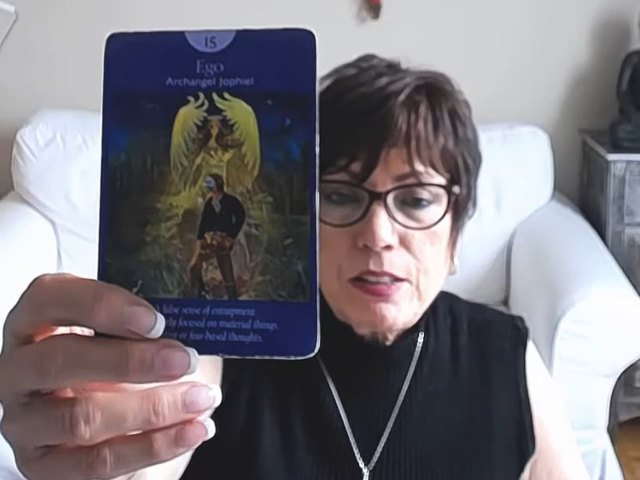 15
Ego
Archangel Jophiel
false sense of entrapment
focused on material things.
or fear-based thoughts.